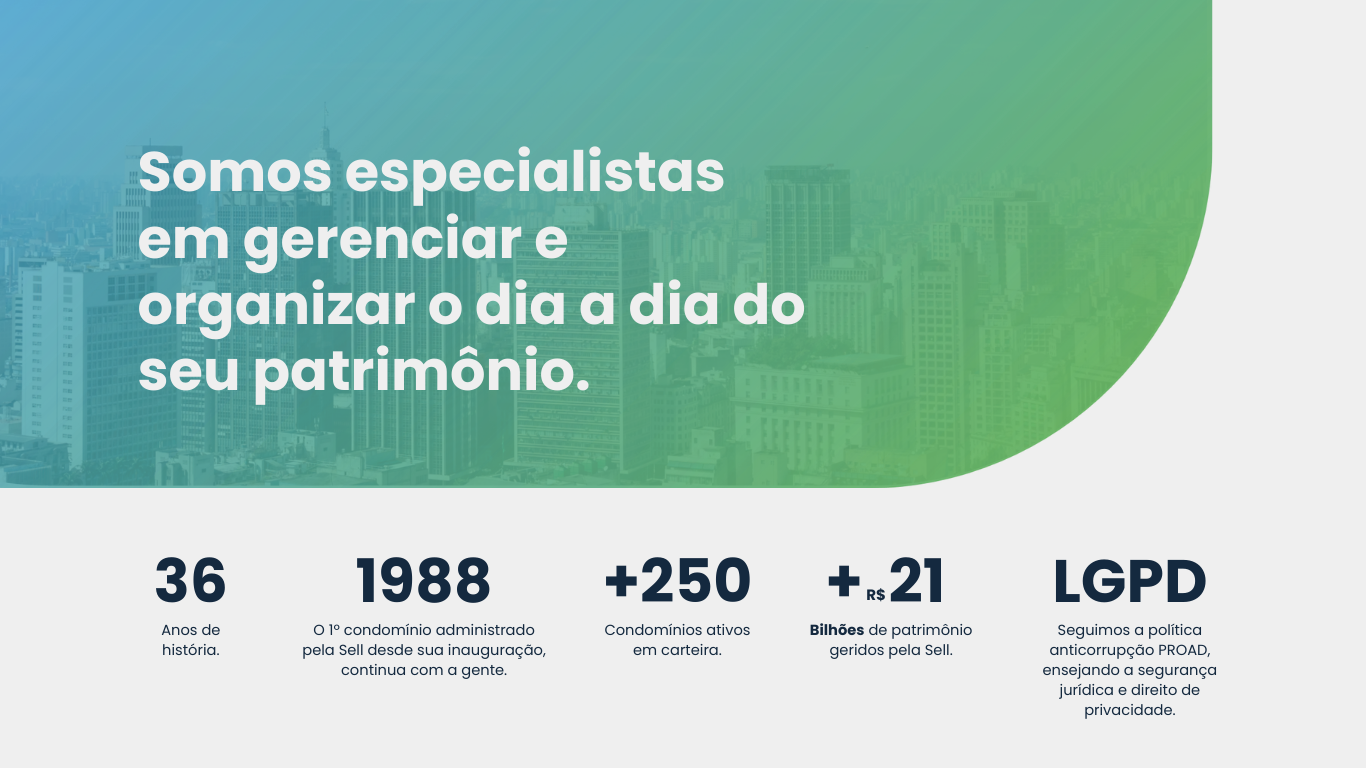 Somos especialistas
em gerenciar e
organizar o dia a dia do
seu patrimônio.
36
Anos de
história.
1988
O 1º condomínio administrado
pela Sell desde sua inauguração,
continua com a gente.
+250
Condomínios ativos
em carteira.
+R$21
Bilhões de patrimônio
geridos pela Sell.
LGPD
Seguimos a política
anticorrupção PROAD,
ensejando a segurança
jurídica e direito de
privacidade.